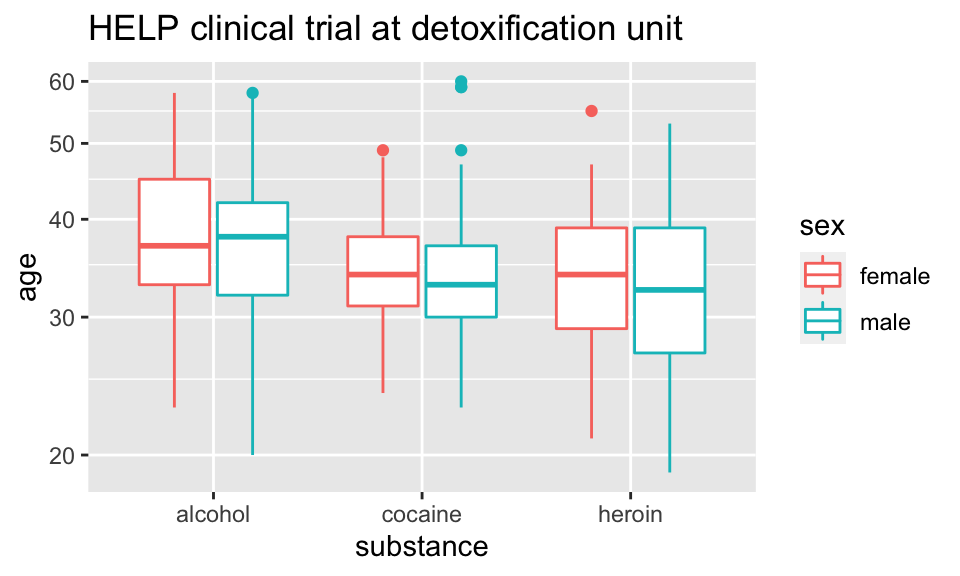 HELP clinical trial at detoxification unit
60
50
40
30
20
age
alcohol
cocaine
heroin
substance
sex
female
male